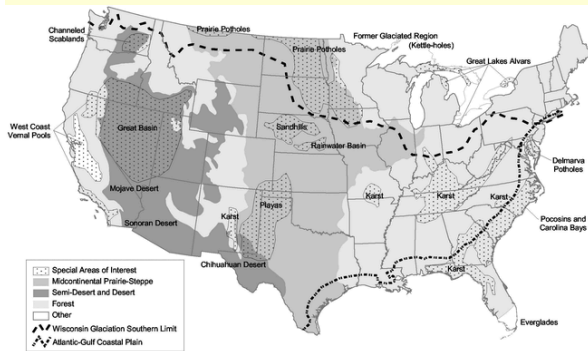 Channeled
Scablands
Prairie Potholes
Prairie Potholes
Former Glaciated Region
(Kettle-holes)
Great Lakes Alvars
West Coast
Vernal Pools
Great Basin
Sandhills
Rainwater Basin
Delmarva
Potholes
Mojave Desert
Sonoran Desert
Karst
Playas
Karst
Karst
Karst
Pocosins and
Carolina Bays
Chihuahuan Desert
Karst
Everglades
Special Areas of Interest
Midcontinental Prairie-Steppe
Semi-Desert and Desert
Forest
Other
Wisconsin Glaciation Southern Limit
Atlantic-Gulf Coastal Plain